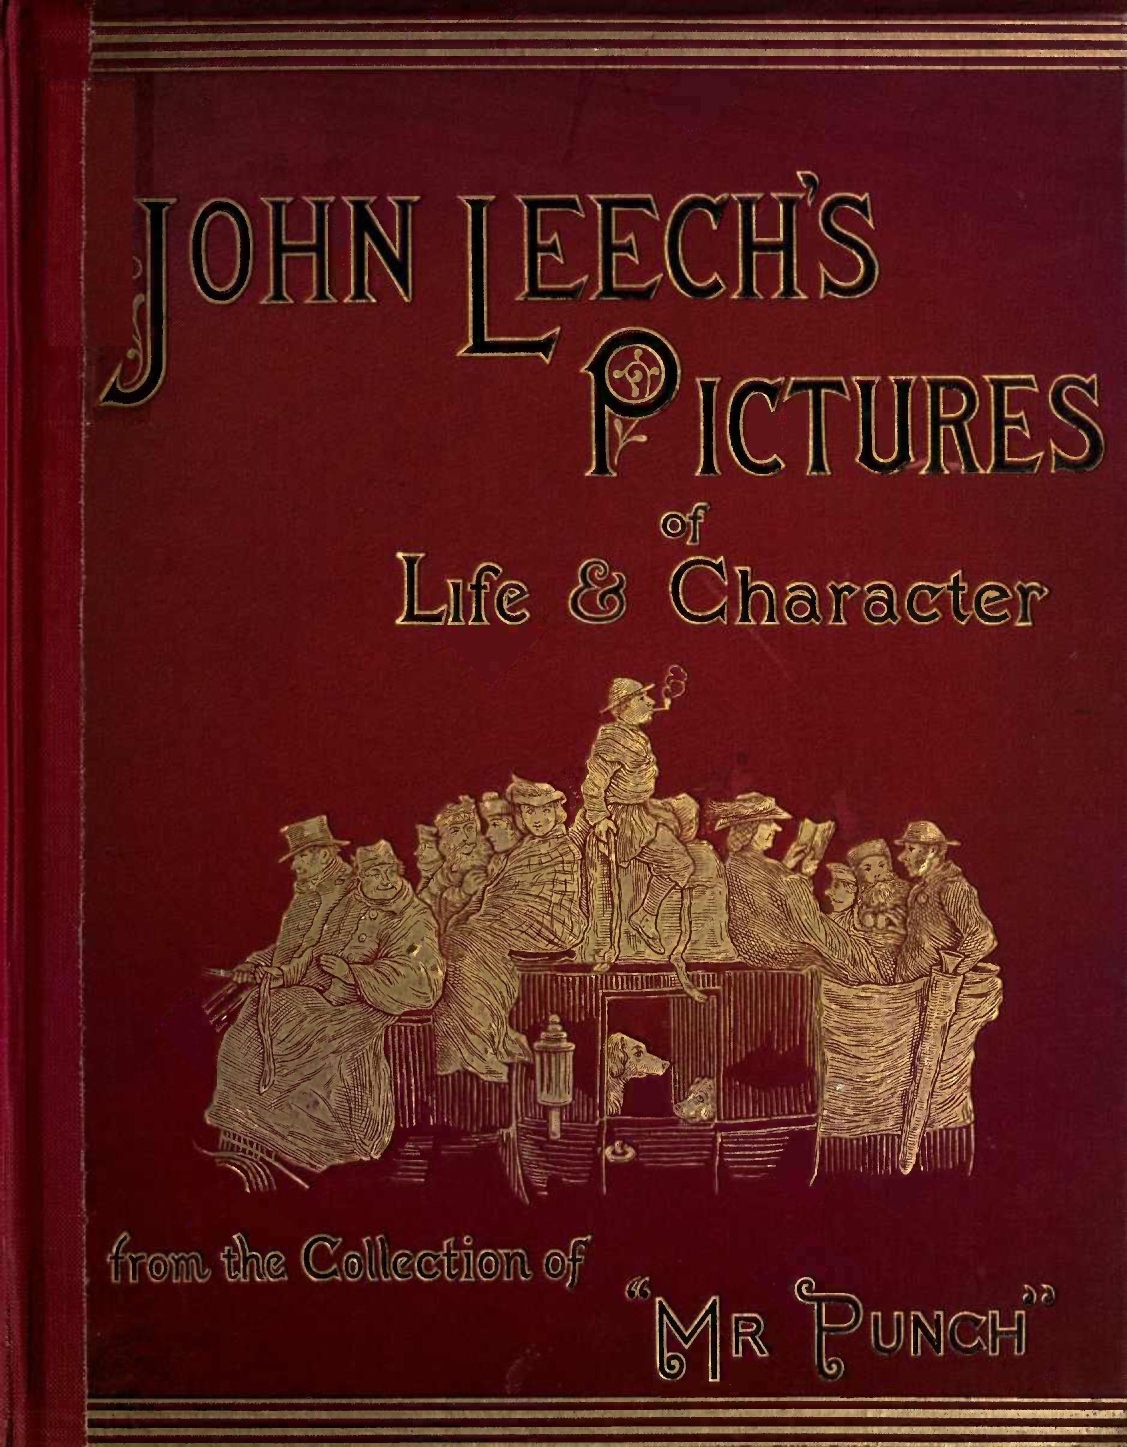 JOHN LEECH'S
PICTURES
of
Life & Character
from the Collection of
"MR PUNCH"